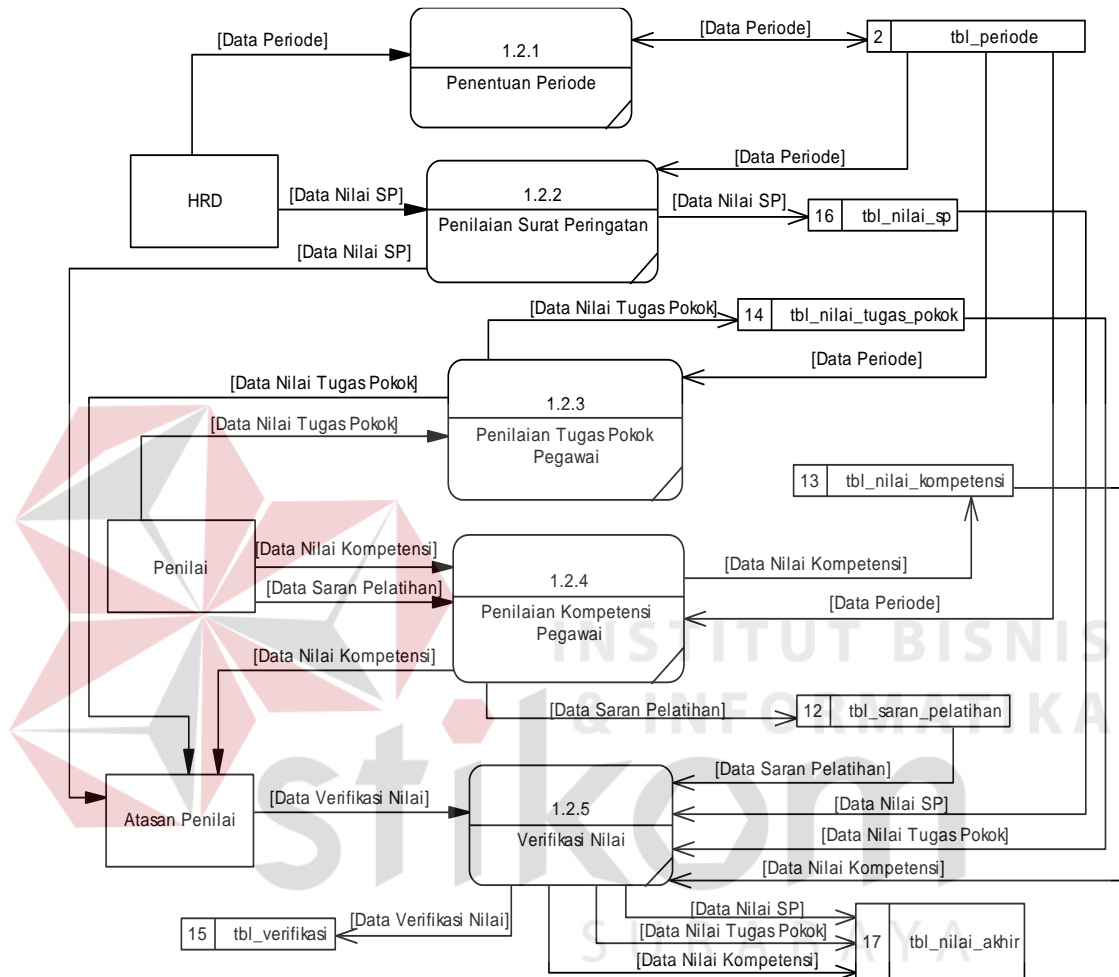 [Data Periode]
[Data Periode]
1.2.1
Penentuan Periode
2 tbl_periode
[Data Periode]
HRD
[Data Nilai SP]
1.2.2
Penilaian Surat Peringatan
[Data Nilai SP]
16 tbl_nilai_sp
[Data Nilai SP]
[Data Nilai Tugas Pokok]
14 tbl_nilai_tugas_pokok
[Data Periode]
[Data Nilai Tugas Pokok]
1.2.3
Penilaian Tugas Pokok
Pegawai
[Data Nilai Tugas Pokok]
13 tbl_nilai_kompetensi
Penilai
[Data Nilai Kompetensi]
[Data Saran Pelatihan]
1.2.4
Penilaian Kompetensi
Pegawai
[Data Nilai Kompetensi]
[Data Periode]
INSTITUT BISNIS
& INFORMATIKA
[Data Nilai Kompetensi]
[Data Saran Pelatihan]
12 tbl_saran_pelatihan
stikom
SURABAYA
[Data Saran Pelatihan]
Atasan Penilai
[Data Verifikasi Nilai]
1.2.5
Verifikasi Nilai
[Data Nilai SP]
[Data Nilai Tugas Pokok]
[Data Nilai Kompetensi]
15 tbl_verifikasi
[Data Verifikasi Nilai]
[Data Nilai SP]
[Data Nilai Tugas Pokok]
[Data Nilai Kompetensi]
17 tbl_nilai_akhir